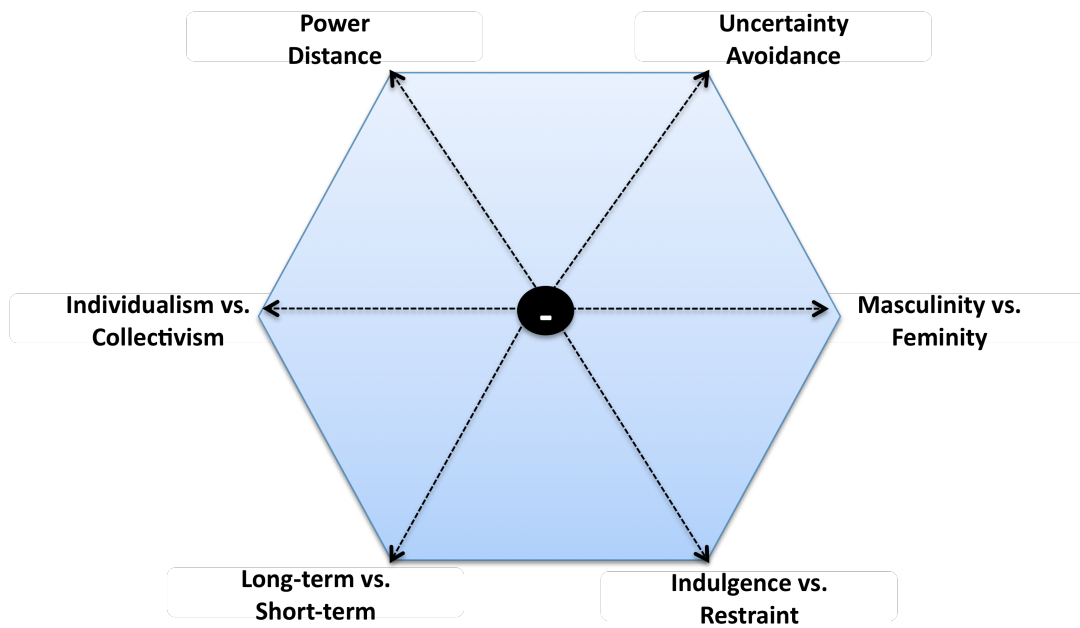 Power
Distance
Uncertainty
Avoidance
Individualism vs.
Collectivism
-
Masculinity vs.
Feminity
Long-term vs.
Short-term
Indulgence vs.
Restraint